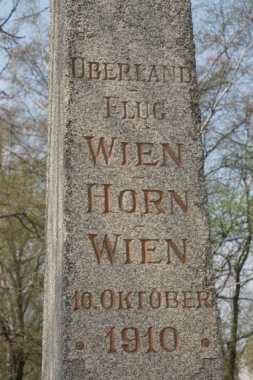 ÜBERLAND
FLUG
WIEN
HORN
WIEN
10. OKTOBER
• 1910 •